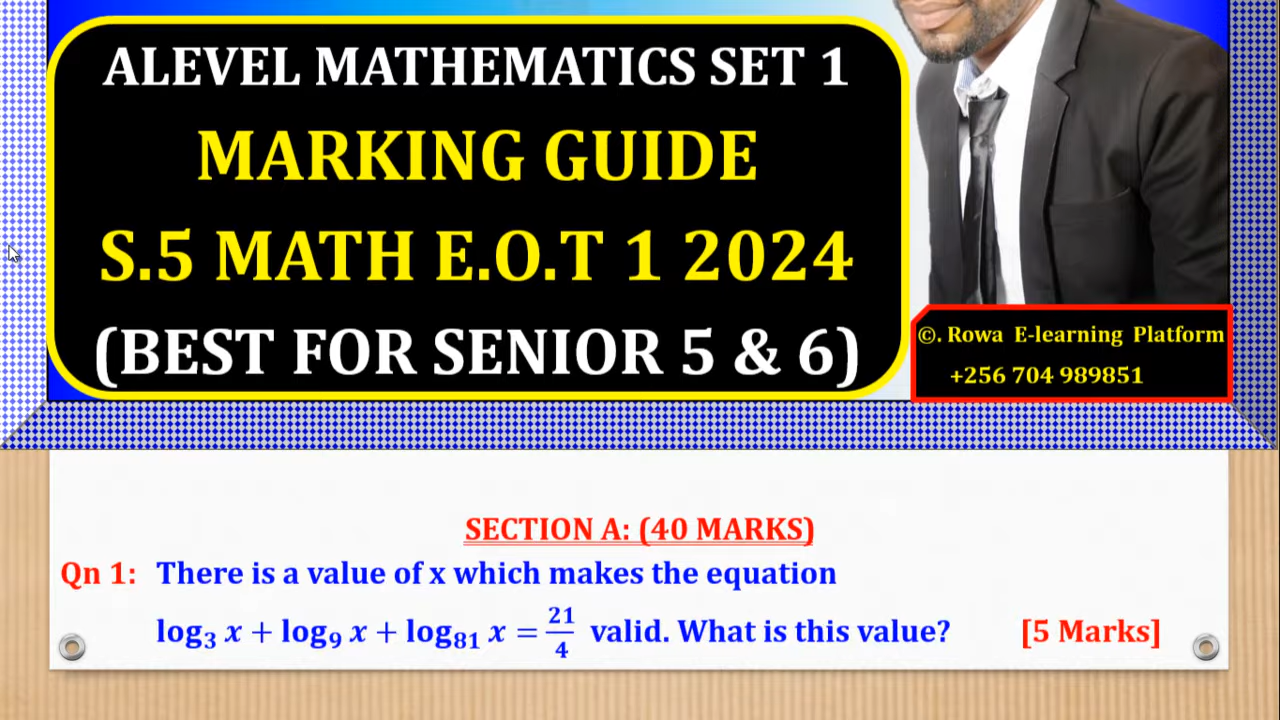 ALEVEL MATHEMATICS SET 1
MARKING GUIDE
S.5 MATH E.O.T 1 2024
(BEST FOR SENIOR 5 & 6)
©. Rowa E-learning Platform
+256 704 989851
SECTION A: (40 MARKS)
Qn 1: There is a value of x which makes the equation
log₃ x + log₉ x + log₈₁ x = 21/4 valid. What is this value? [5 Marks]